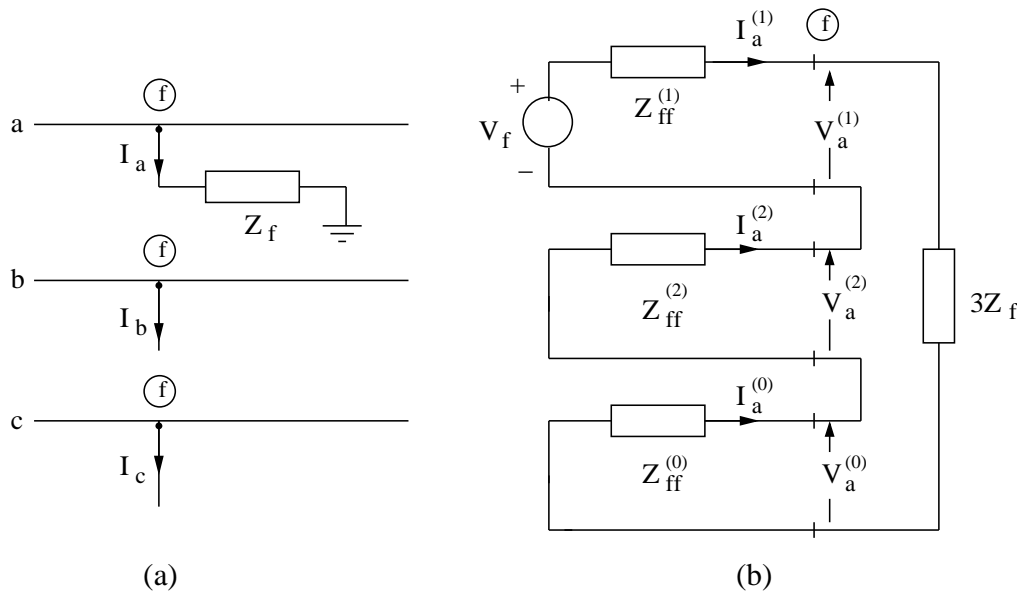 f
a
I a
Z f
f
b
I b
f
c
I c
(a)
I a (1)
f
+
Z ff (1)
V f
−
V a (1)
I a (2)
Z ff (2)
V a (2)
3Z f
I a (0)
Z ff (0)
V a (0)
(b)